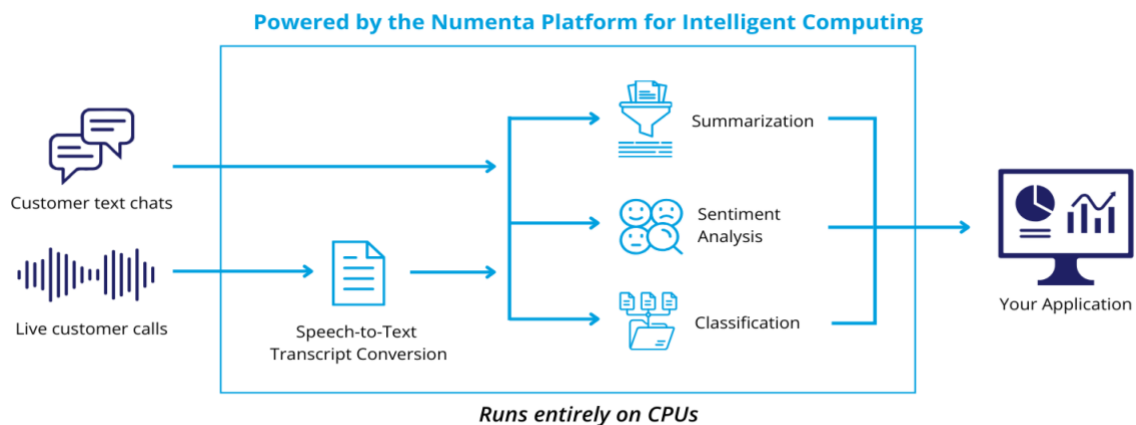 Powered by the Numenta Platform for Intelligent Computing
Customer text chats
Live customer calls
Speech-to-Text
Transcript Conversion
Summarization
Sentiment
Analysis
Classification
Your Application
Runs entirely on CPUs